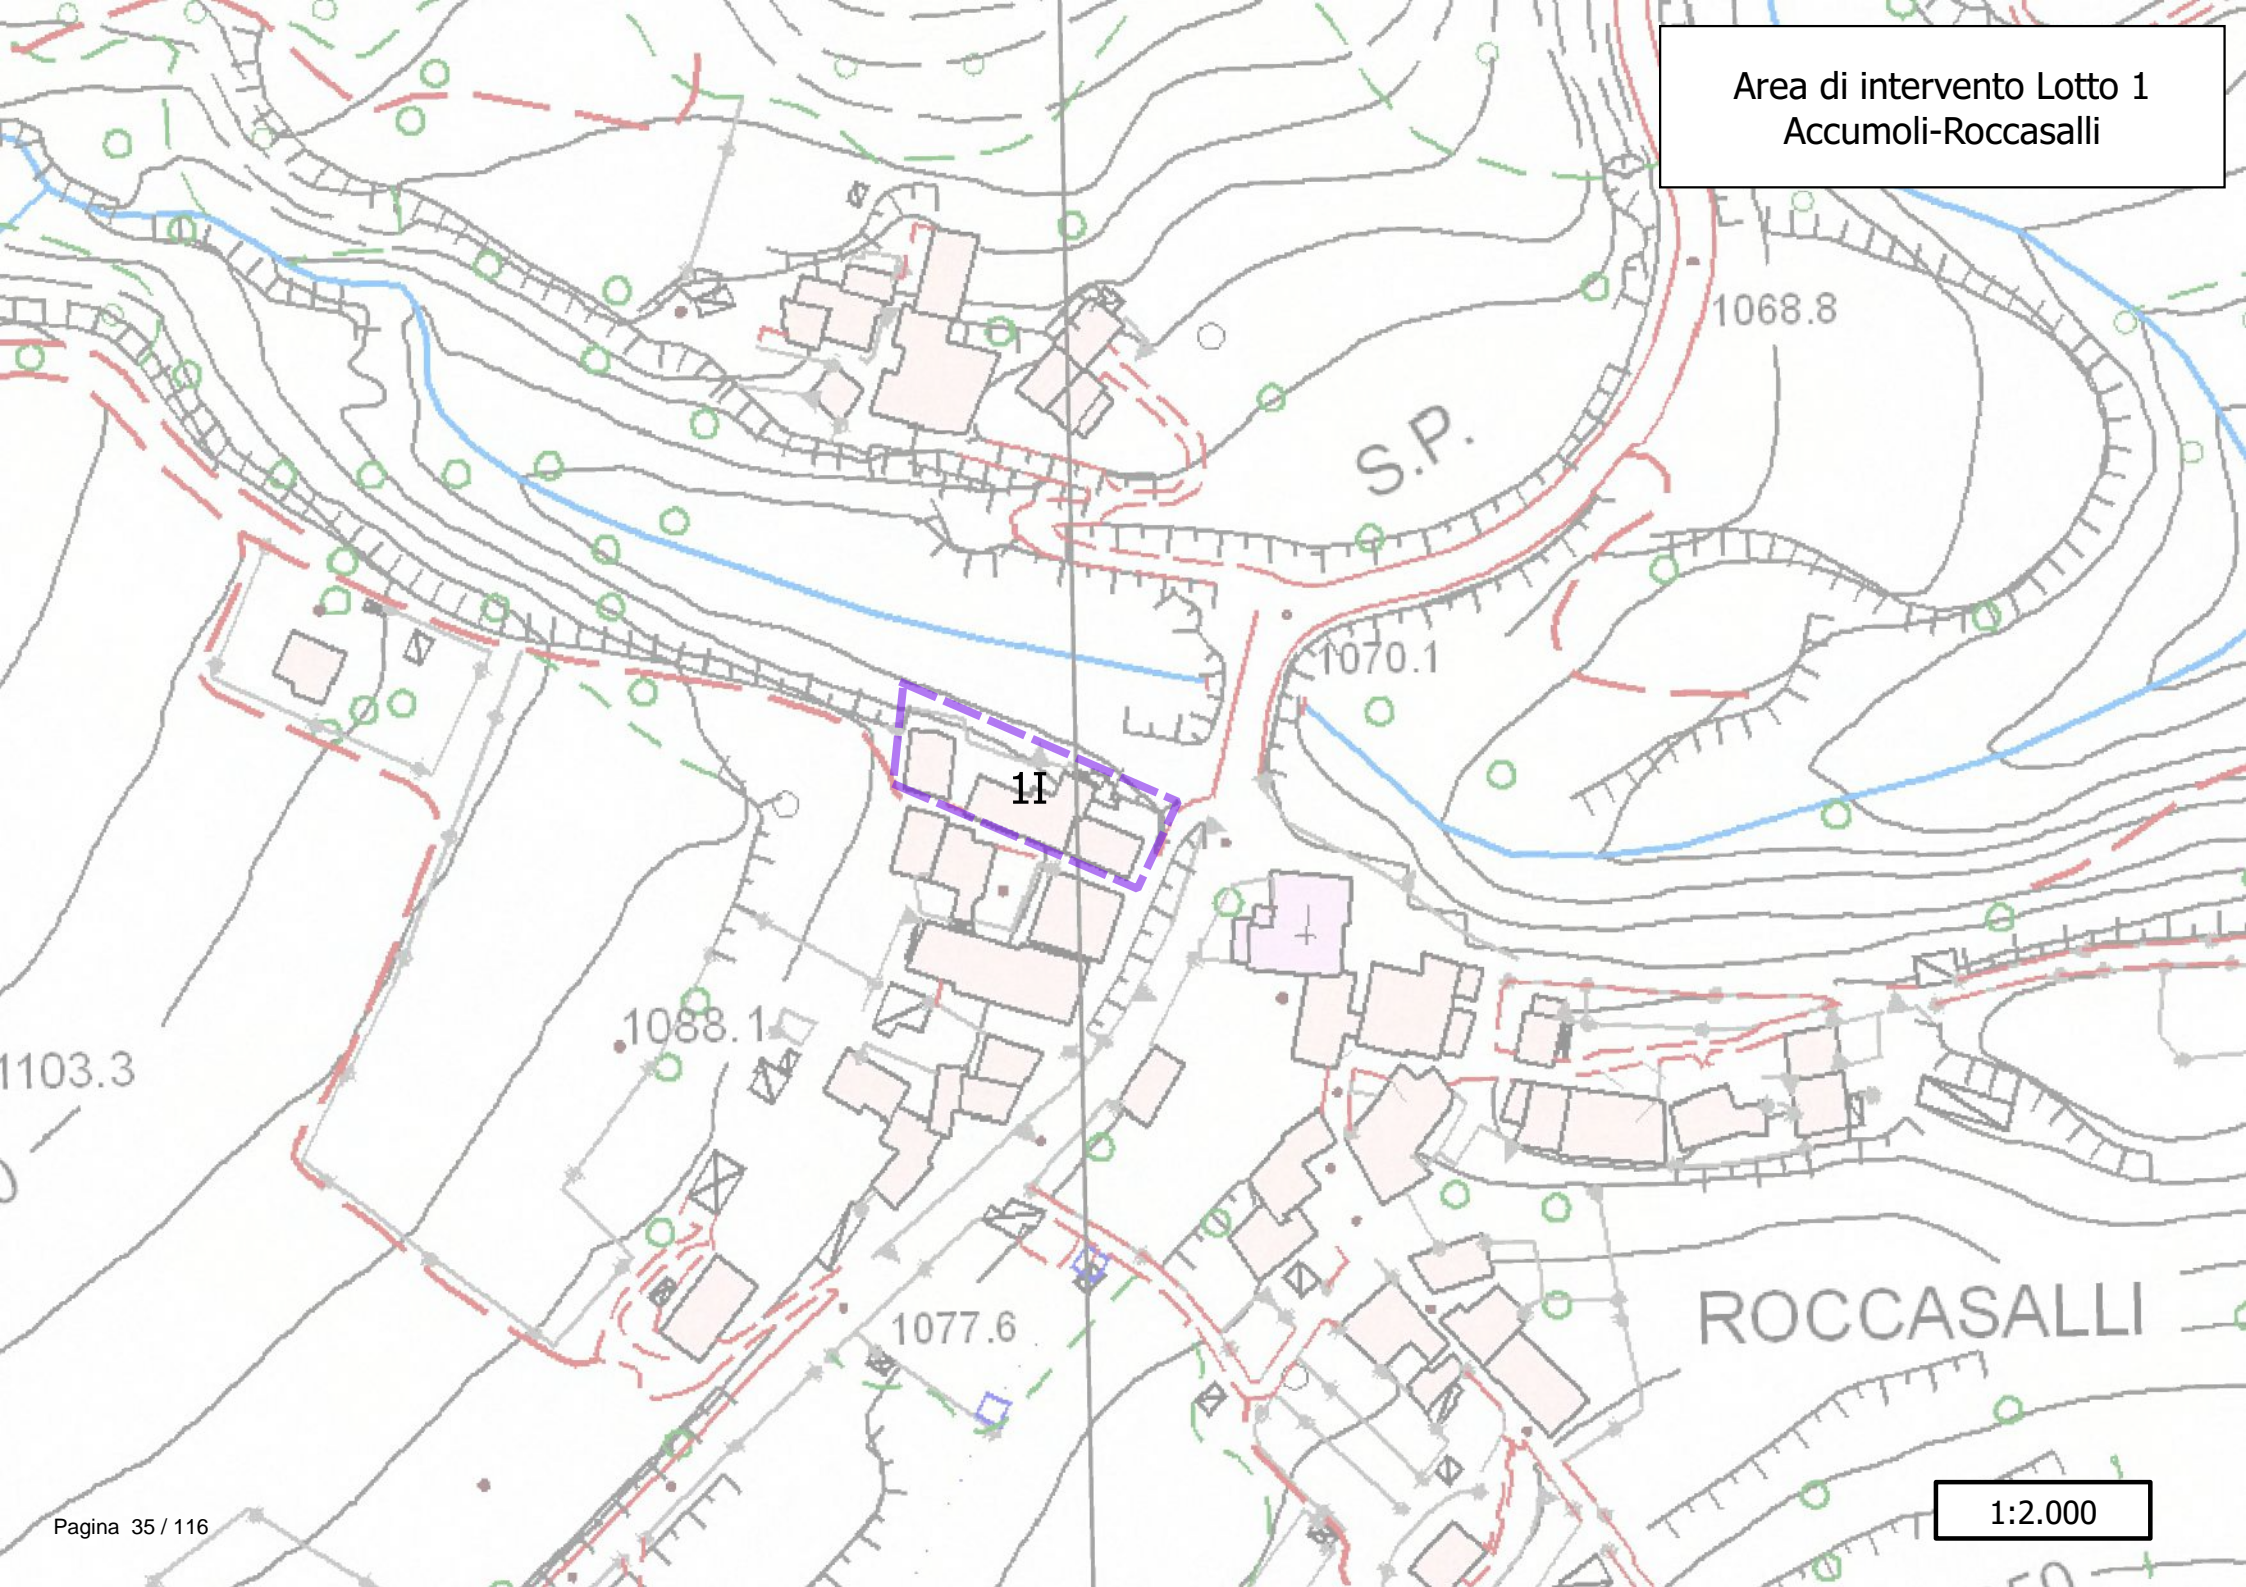 Area di intervento Lotto 1
Accumoli-Roccasalli
1068.8
S.P.
1070.1
1I
1088.1
1103.3
1077.6
ROCCASALLI
1:2.000
Pagina 35 / 116